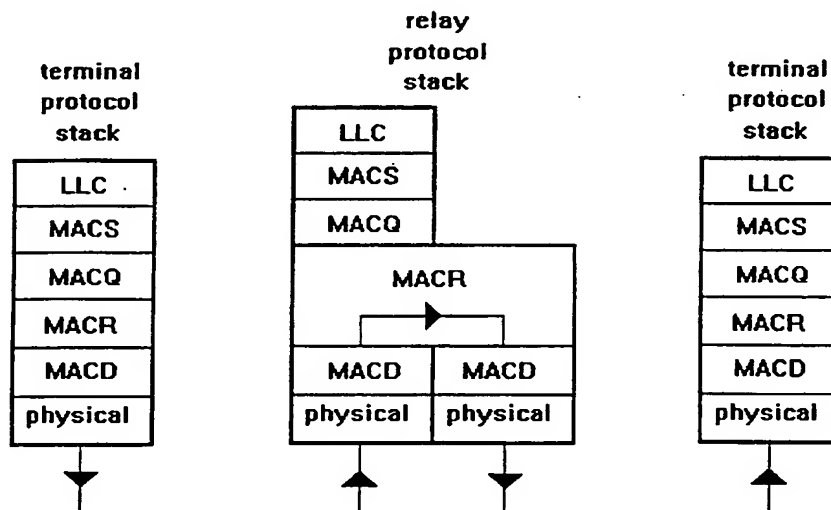 terminal
protocol
stack
LLC
MACS
MACQ
MACR
MACD
physical
relay
protocol
stack
LLC
MACS
MACQ
MACR
MACD MACD
physical physical
terminal
protocol
stack
LLC
MACS
MACQ
MACR
MACD
physical